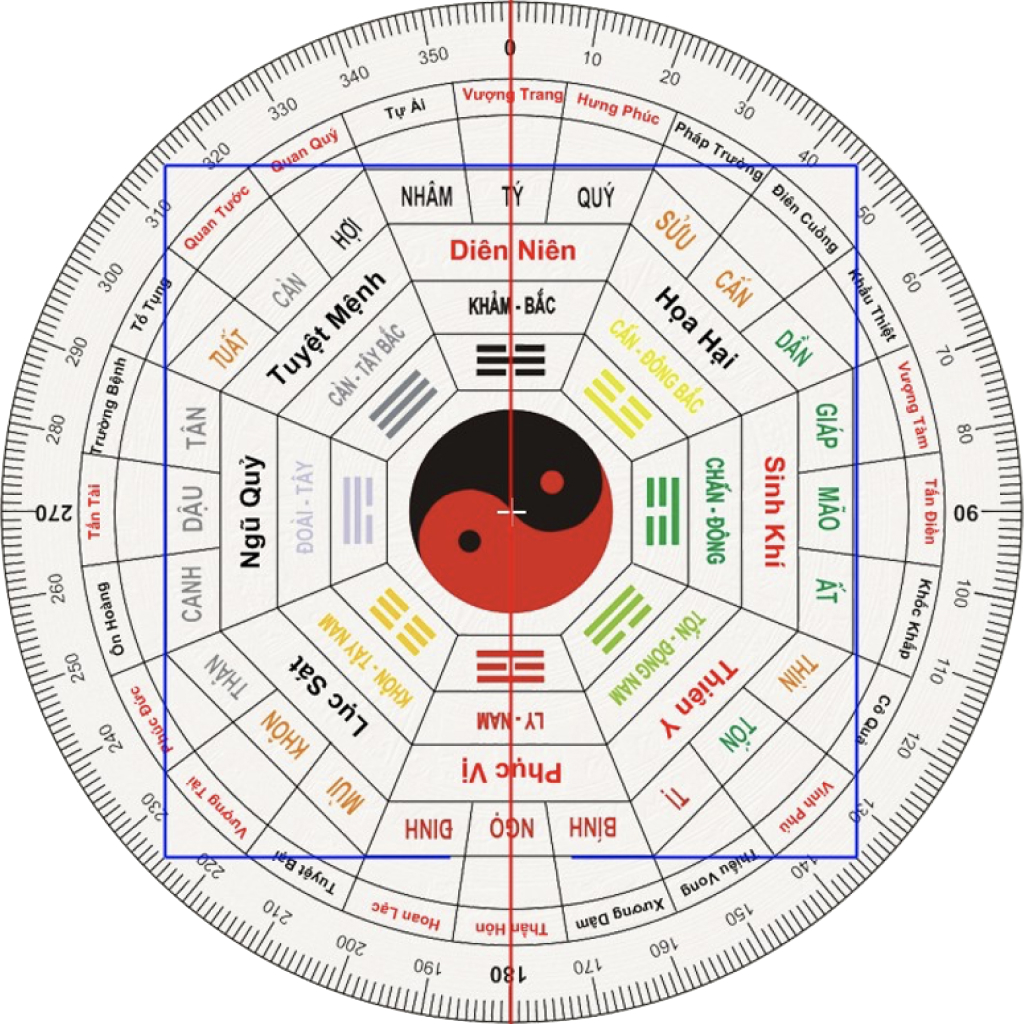 0
10
20
30
40
50
60
70
80
90
100
110
120
130
140
150
160
170
180
190
200
210
220
230
240
250
260
270
280
290
300
310
320
330
340
350
Vượng Trang
Hưng Phúc
Pháp Trường
Điên Cuồng
Khẩu Thiệt
Vượng Tàm
Tấn Điền
Khóc Khấp
Cô Quả
Vinh Phú
Thiếu Vong
Xương Dâm
Thân Hôn
Hoan Lạc
Tuyệt Bại
Vượng Tài
Phúc Đức
Ôn Hoàng
Tấn Tài
Trường Bệnh
Tố Tụng
Quan Tước
Quan Quý
Tự Ải
NHÂM
TÝ
QUÝ
SỬU
CẤN
DẦN
GIÁP
MÃO
ẤT
THÌN
TỐN
TỊ
BÍNH
NGỌ
ĐINH
MÙI
KHÔN
THÂN
CANH
DẬU
TÂN
TUẤT
CÀN
HỢI
Diên Niên
Họa Hại
Sinh Khí
Thiên Y
Phục Vị
Lục Sát
Ngũ Quỷ
Tuyệt Mệnh
KHẢM - BẮC
CẤN - ĐÔNG BẮC
CHẤN - ĐÔNG
TỐN - ĐÔNG NAM
LY - NAM
KHÔN - TÂY NAM
ĐOÀI - TÂY
CÀN - TÂY BẮC